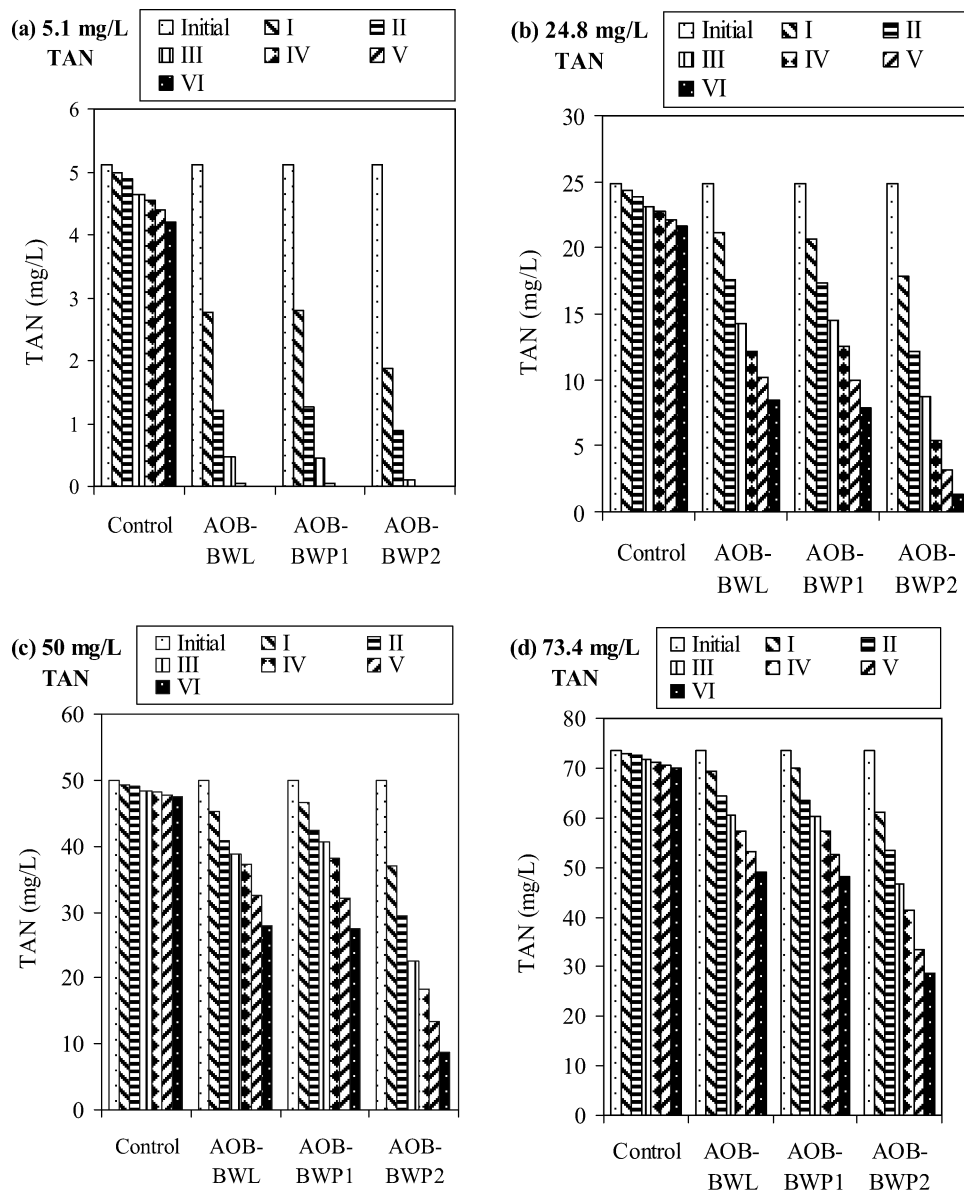 (a) 5.1 mg/L
TAN
Initial I II
III IV V
VI
6
5
4
3
2
1
0
TAN (mg/L)
Control AOB- AOB- AOB-
BWL BWP1 BWP2
(b) 24.8 mg/L
TAN
Initial I II
III IV V
VI
30
25
20
15
10
5
0
TAN (mg/L)
Control AOB- AOB- AOB-
BWL BWP1 BWP2
(c) 50 mg/L
TAN
Initial I II
III IV V
VI
60
50
40
30
20
10
0
TAN (mg/L)
Control AOB- AOB- AOB-
BWL BWP1 BWP2
(d) 73.4 mg/L
TAN
Initial I II
III IV V
VI
80
70
60
50
40
30
20
10
0
TAN (mg/L)
Control AOB- AOB- AOB-
BWL BWP1 BWP2